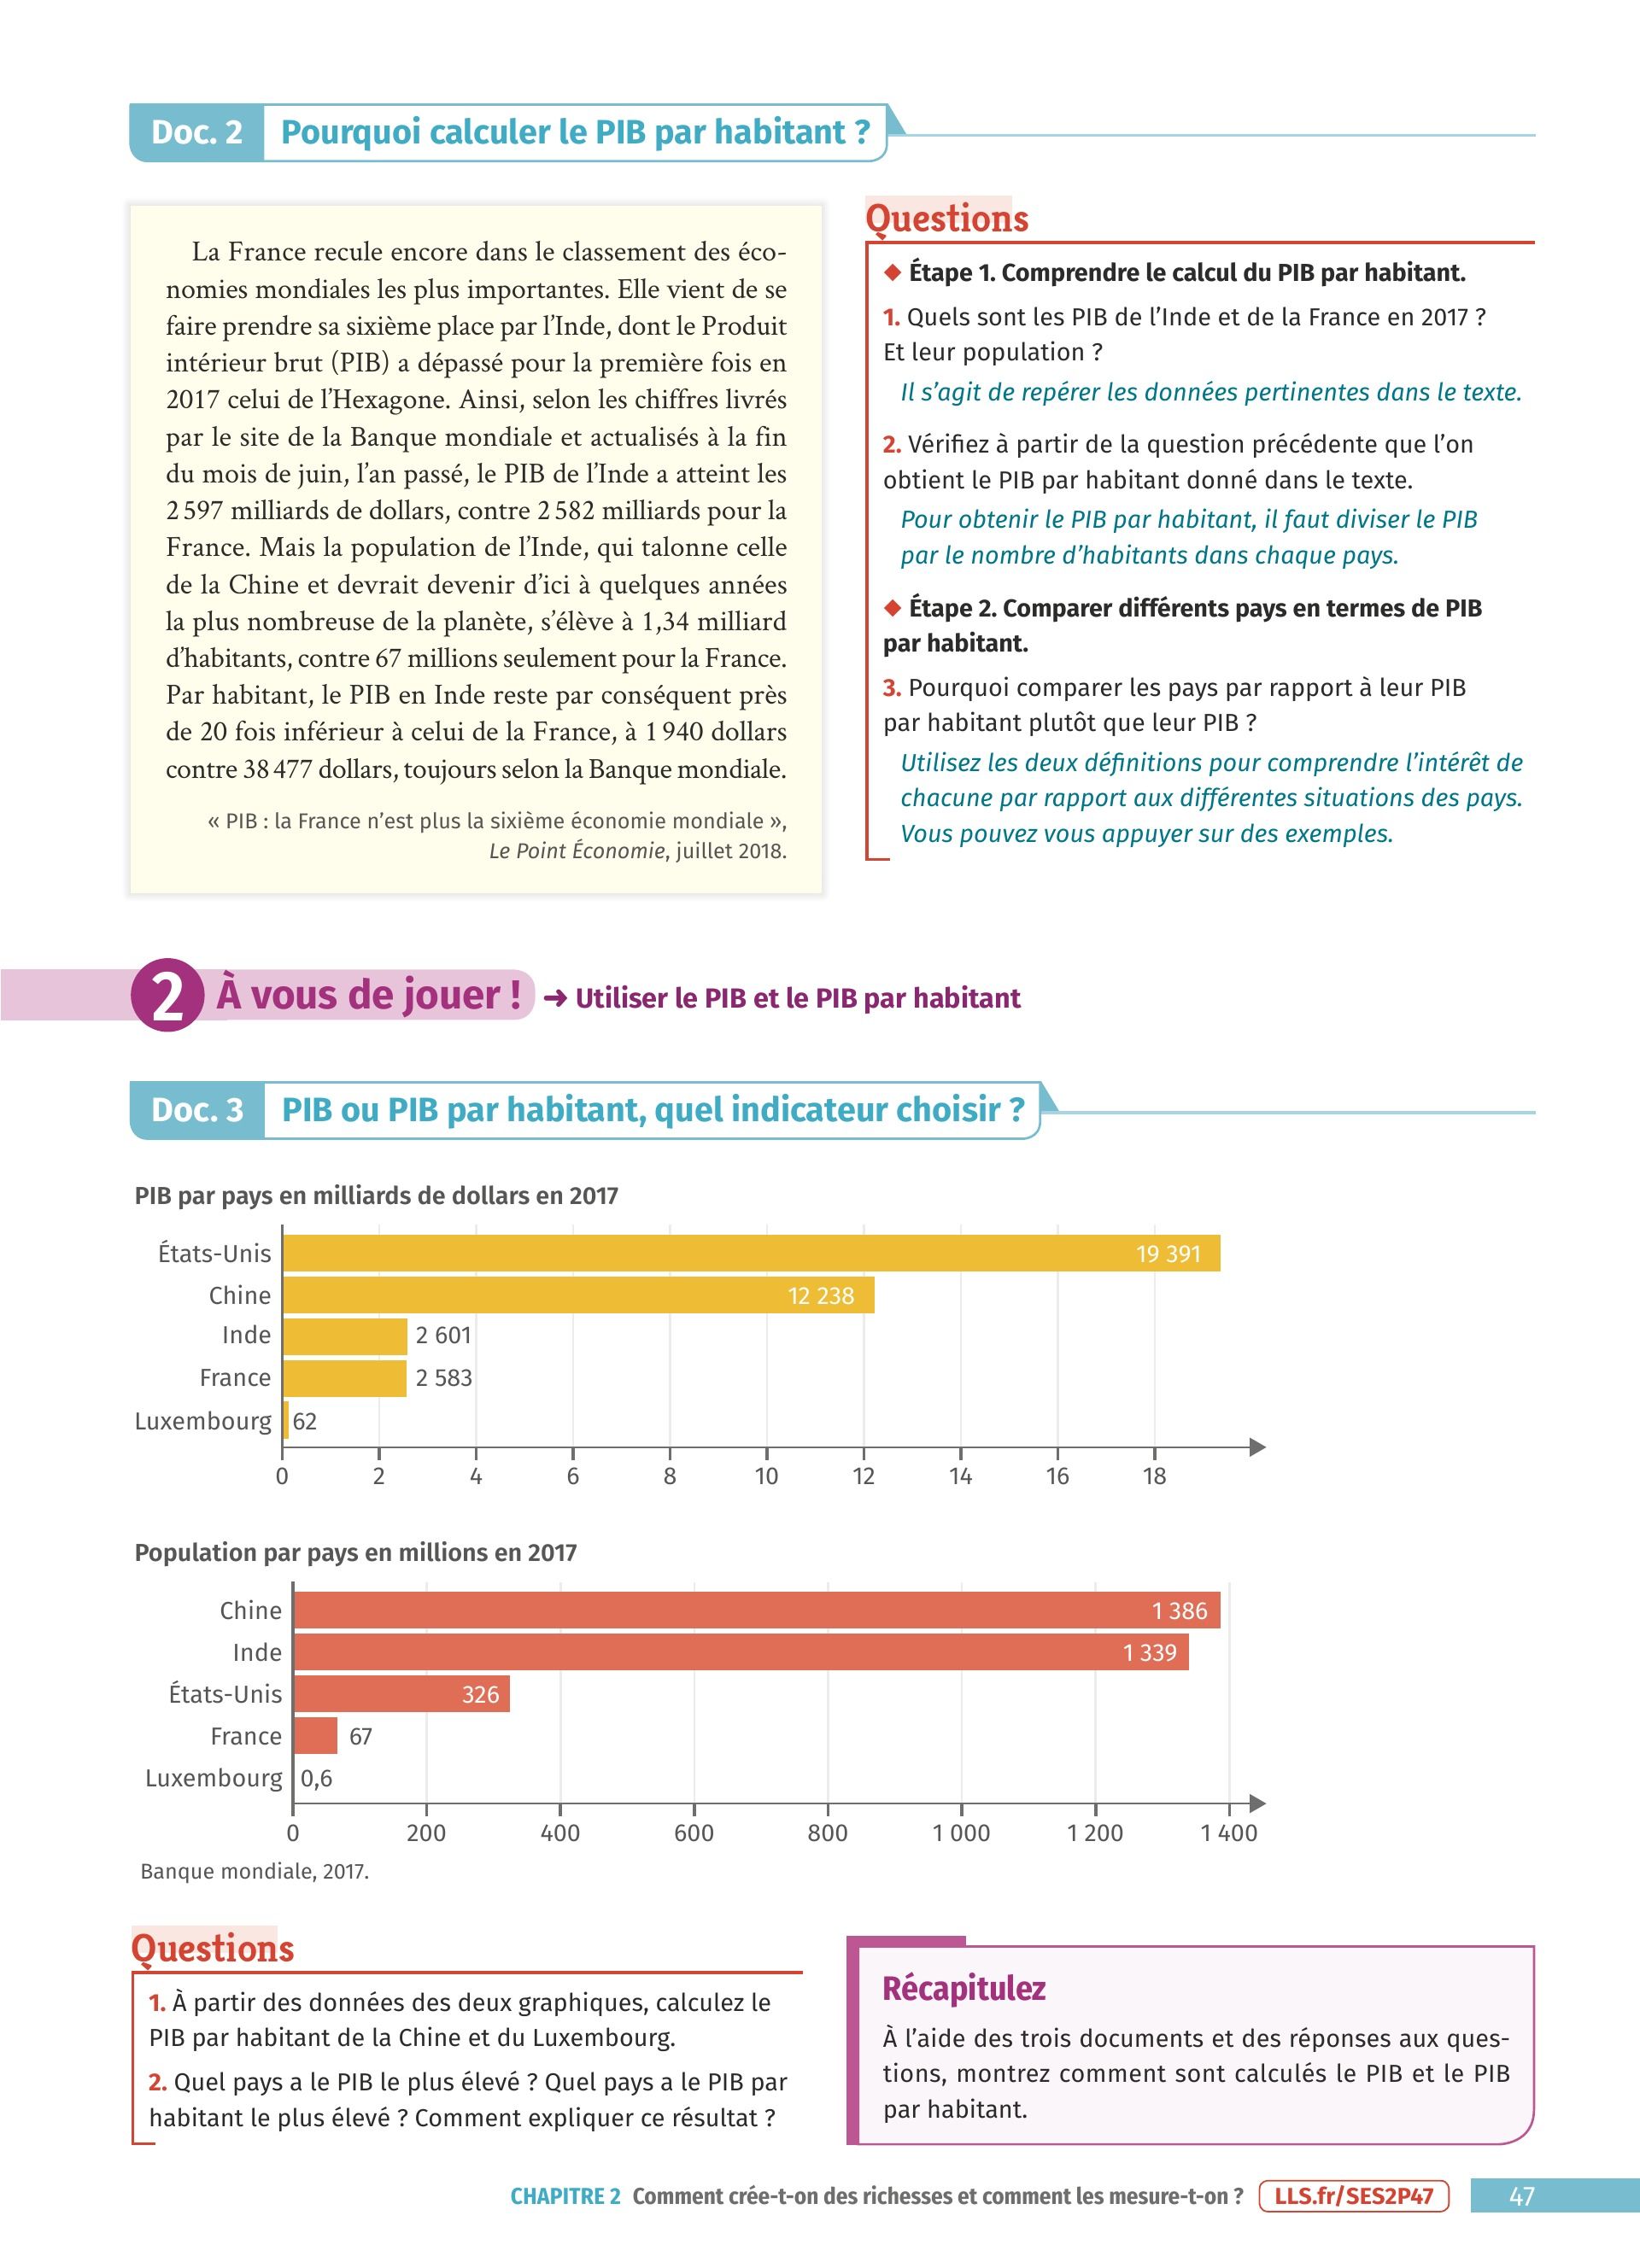 Doc. 2 Pourquoi calculer le PIB par habitant ?
La France recule encore dans le classement des éco-
nomies mondiales les plus importantes. Elle vient de se
faire prendre sa sixième place par l’Inde, dont le Produit
intérieur brut (PIB) a dépassé pour la première fois en
2017 celui de l’Hexagone. Ainsi, selon les chiffres livrés
par le site de la Banque mondiale et actualisés à la fin
du mois de juin, l’an passé, le PIB de l’Inde a atteint les
2 597 milliards de dollars, contre 2 582 milliards pour la
France. Mais la population de l’Inde, qui talonne celle
de la Chine et devrait devenir d’ici à quelques années
la plus nombreuse de la planète, s’élève à 1,34 milliard
d’habitants, contre 67 millions seulement pour la France.
Par habitant, le PIB en Inde reste par conséquent près
de 20 fois inférieur à celui de la France, à 1 940 dollars
contre 38 477 dollars, toujours selon la Banque mondiale.
« PIB : la France n’est plus la sixième économie mondiale »,
Le Point Économie, juillet 2018.
Questions
◆ Étape 1. Comprendre le calcul du PIB par habitant.
1. Quels sont les PIB de l’Inde et de la France en 2017 ?
Et leur population ?
Il s’agit de repérer les données pertinentes dans le texte.
2. Vérifiez à partir de la question précédente que l’on
obtient le PIB par habitant donné dans le texte.
Pour obtenir le PIB par habitant, il faut diviser le PIB
par le nombre d’habitants dans chaque pays.
◆ Étape 2. Comparer différents pays en termes de PIB
par habitant.
3. Pourquoi comparer les pays par rapport à leur PIB
par habitant plutôt que leur PIB ?
Utilisez les deux définitions pour comprendre l’intérêt de
chacune par rapport aux différentes situations des pays.
Vous pouvez vous appuyer sur des exemples.
2 À vous de jouer ! ➜ Utiliser le PIB et le PIB par habitant
Doc. 3 PIB ou PIB par habitant, quel indicateur choisir ?
PIB par pays en milliards de dollars en 2017
États-Unis 19 391
Chine 12 238
Inde 2 601
France 2 583
Luxembourg 62
0 2 4 6 8 10 12 14 16 18
Population par pays en millions en 2017
Chine 1 386
Inde 1 339
États-Unis 326
France 67
Luxembourg 0,6
0 200 400 600 800 1 000 1 200 1 400
Banque mondiale, 2017.
Questions
1. À partir des données des deux graphiques, calculez le
PIB par habitant de la Chine et du Luxembourg.
2. Quel pays a le PIB le plus élevé ? Quel pays a le PIB par
habitant le plus élevé ? Comment expliquer ce résultat ?
Récapitulez
À l’aide des trois documents et des réponses aux ques-
tions, montrez comment sont calculés le PIB et le PIB
par habitant.
CHAPITRE 2 Comment crée-t-on des richesses et comment les mesure-t-on ? LLS.fr/SES2P47 47